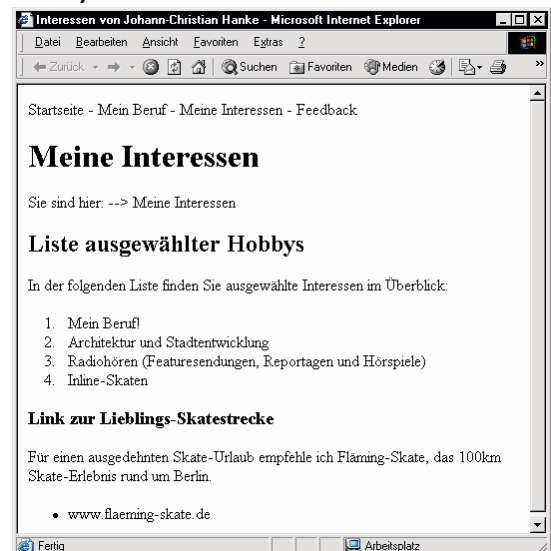 Interessen von Johann-Christian Hanke - Microsoft Internet Explorer
Datei Bearbeiten Ansicht Favoriten Extras ?
Zurück Suchen Favoriten Medien »
Startseite - Mein Beruf - Meine Interessen - Feedback
Meine Interessen
Sie sind hier: --> Meine Interessen
Liste ausgewählter Hobbys
In der folgenden Liste finden Sie ausgewählte Interessen im Überblick:
1. Mein Beruf!
2. Architektur und Stadtentwicklung
3. Radiohören (Featuresendungen, Reportagen und Hörspiele)
4. Inline-Skaten
Link zur Lieblings-Skatestrecke
Für einen ausgedehnten Skate-Urlaub empfehle ich Fläming-Skate, das 100km
Skate-Erlebnis rund um Berlin.
• www.flaeming-skate.de
Fertig Arbeitsplatz